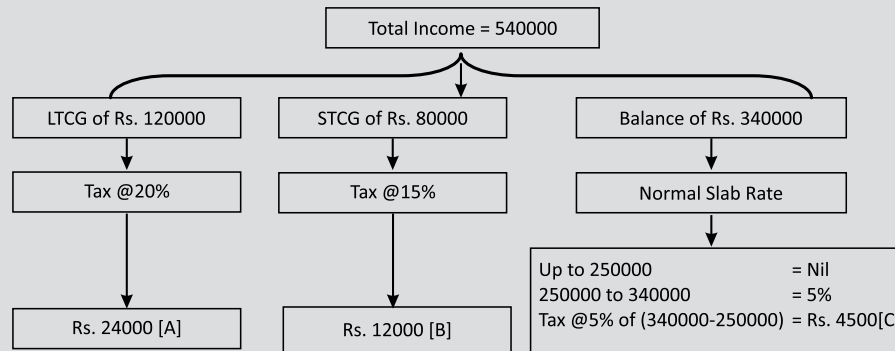 Total Income = 540000
LTCG of Rs. 120000
STCG of Rs. 80000
Balance of Rs. 340000
Tax @20%
Tax @15%
Normal Slab Rate
Up to 250000 = Nil
250000 to 340000 = 5%
Tax @5% of (340000-250000) = Rs. 4500[C
Rs. 24000 [A]
Rs. 12000 [B]